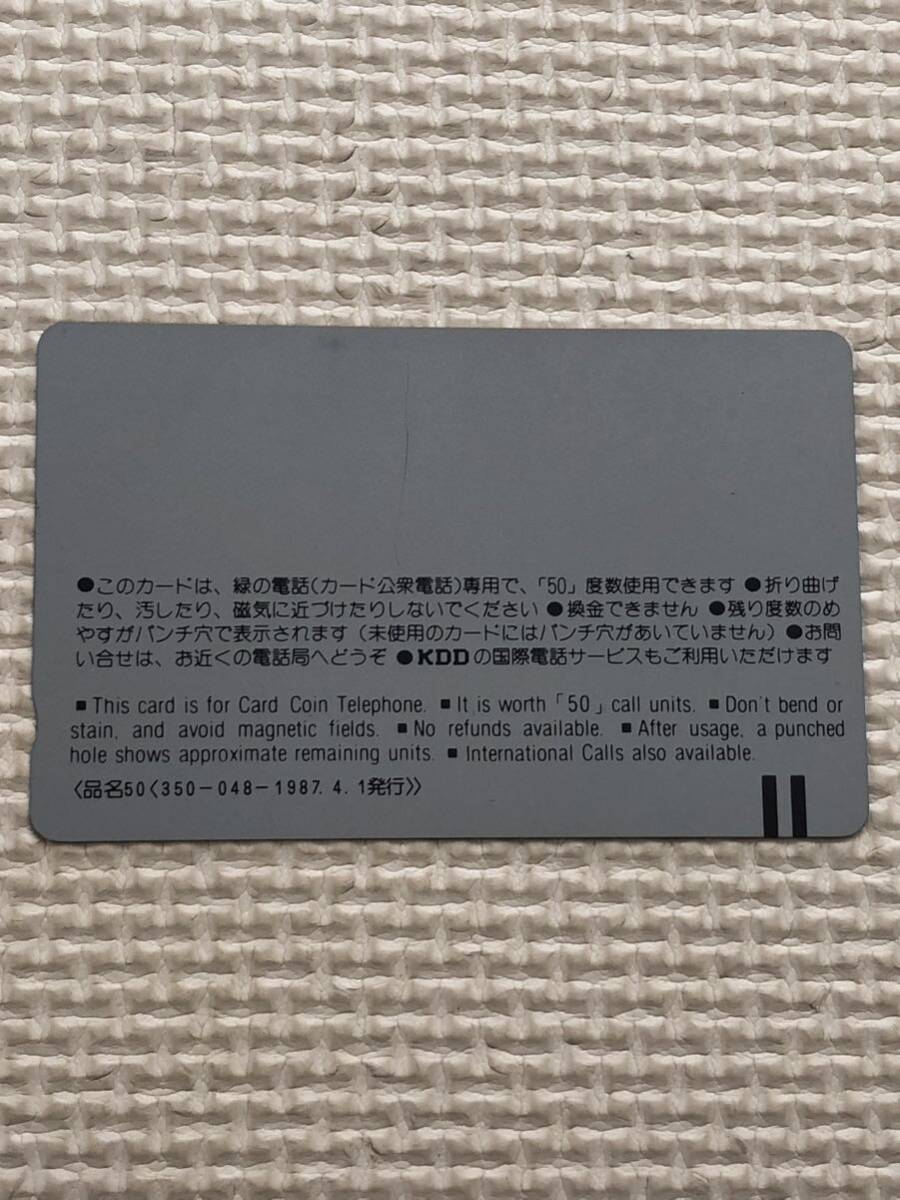 ●このカードは、緑の電話(カード公衆電話)専用で、「50」度数使用できます ●折り曲げ
たり、汚したり、磁気に近づけたりしないでください ●換金できません ●残り度数のめ
やすがパンチ穴で表示されます(未使用のカードにはパンチ穴があいていません) ●お問
い合せは、お近くの電話局へどうぞ ●KDDの国際電話サービスもご利用いただけます
■ This card is for Card Coin Telephone. ■ It is worth「50」call units. ■ Don't bend or
stain, and avoid magnetic fields. ■ No refunds available. ■ After usage, a punched
hole shows approximate remaining units. ■ International Calls also available.
〈品名50〈350-048-1987. 4. 1発行〉〉